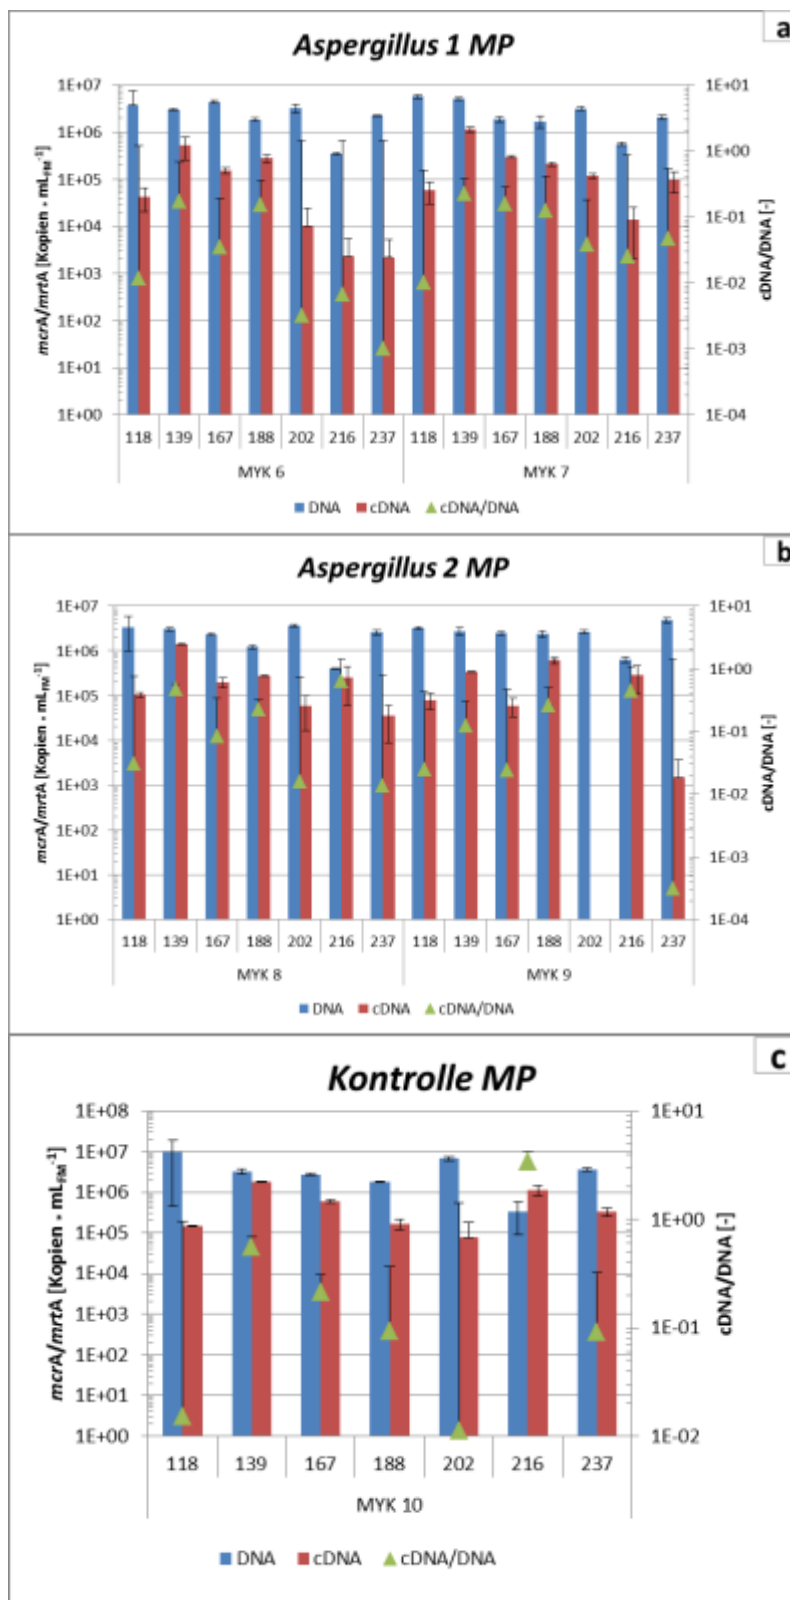 a
Aspergillus 1 MP
mcrA/mrtA [Kopien * mL_FM^-1]
1E+07
1E+06
1E+05
1E+04
1E+03
1E+02
1E+01
1E+00
1E+01
1E+00
1E-01
1E-02
1E-03
1E-04
cDNA/DNA [-]
118 139 167 188 202 216 237 118 139 167 188 202 216 237
MYK 6 MYK 7
DNA cDNA cDNA/DNA
b
Aspergillus 2 MP
mcrA/mrtA [Kopien * mL_FM^-1]
1E+07
1E+06
1E+05
1E+04
1E+03
1E+02
1E+01
1E+00
1E+01
1E+00
1E-01
1E-02
1E-03
1E-04
cDNA/DNA [-]
118 139 167 188 202 216 237 118 139 167 188 202 216 237
MYK 8 MYK 9
DNA cDNA cDNA/DNA
c
Kontrolle MP
mcrA/mrtA [Kopien * mL_FM^-1]
1E+08
1E+07
1E+06
1E+05
1E+04
1E+03
1E+02
1E+01
1E+00
1E+01
1E+00
1E-01
1E-02
cDNA/DNA [-]
118 139 167 188 202 216 237
MYK 10
DNA cDNA cDNA/DNA